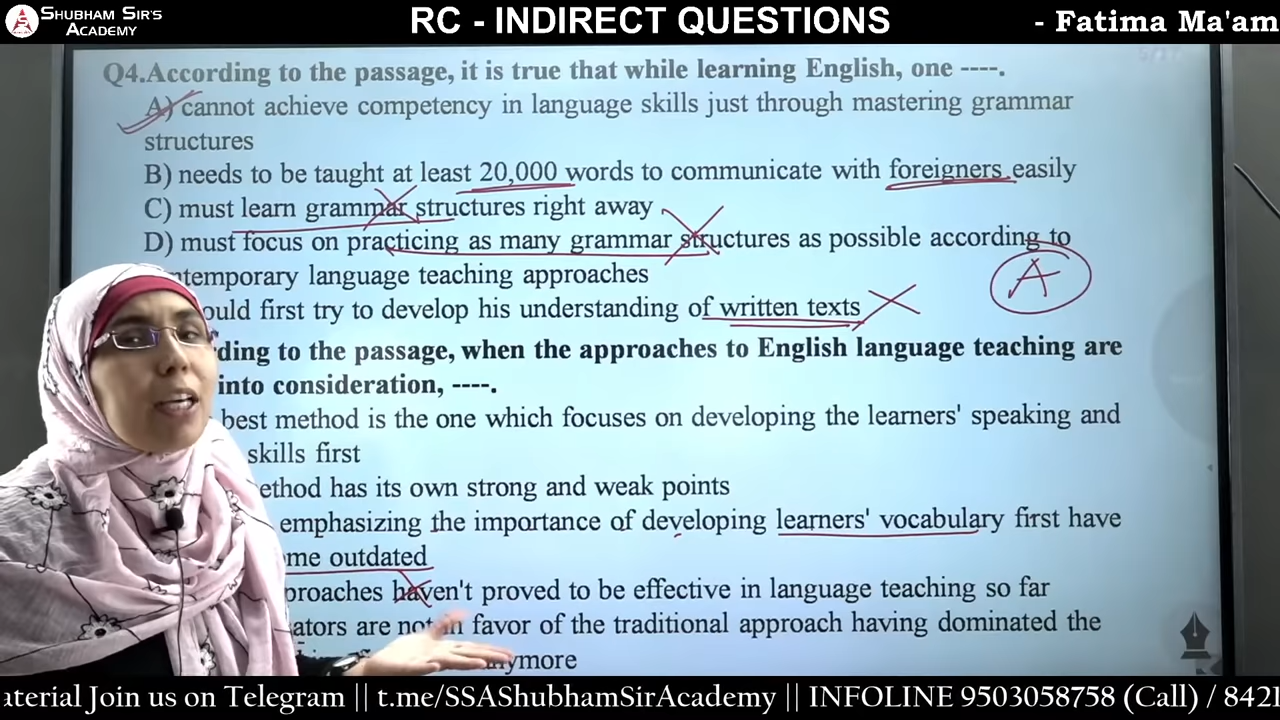 SHUBHAM SIR'S
ACADEMY
RC - INDIRECT QUESTIONS
- Fatima Ma'am
Q4.According to the passage, it is true that while learning English, one ----.
A) cannot achieve competency in language skills just through mastering grammar
structures
B) needs to be taught at least 20,000 words to communicate with foreigners easily
C) must learn grammar structures right away
D) must focus on practicing as many grammar structures as possible according to
ntemporary language teaching approaches
A
ould first try to develop his understanding of written texts
ding to the passage, when the approaches to English language teaching are
into consideration, ----.
best method is the one which focuses on developing the learners' speaking and
skills first
ethod has its own strong and weak points
emphasizing the importance of developing learners' vocabulary first have
me outdated
proaches haven't proved to be effective in language teaching so far
ators are not in favor of the traditional approach having dominated the
nymore
aterial Join us on Telegram || t.me/SSAShubhamSirAcademy || INFOLINE 9503058758 (Call) / 8421